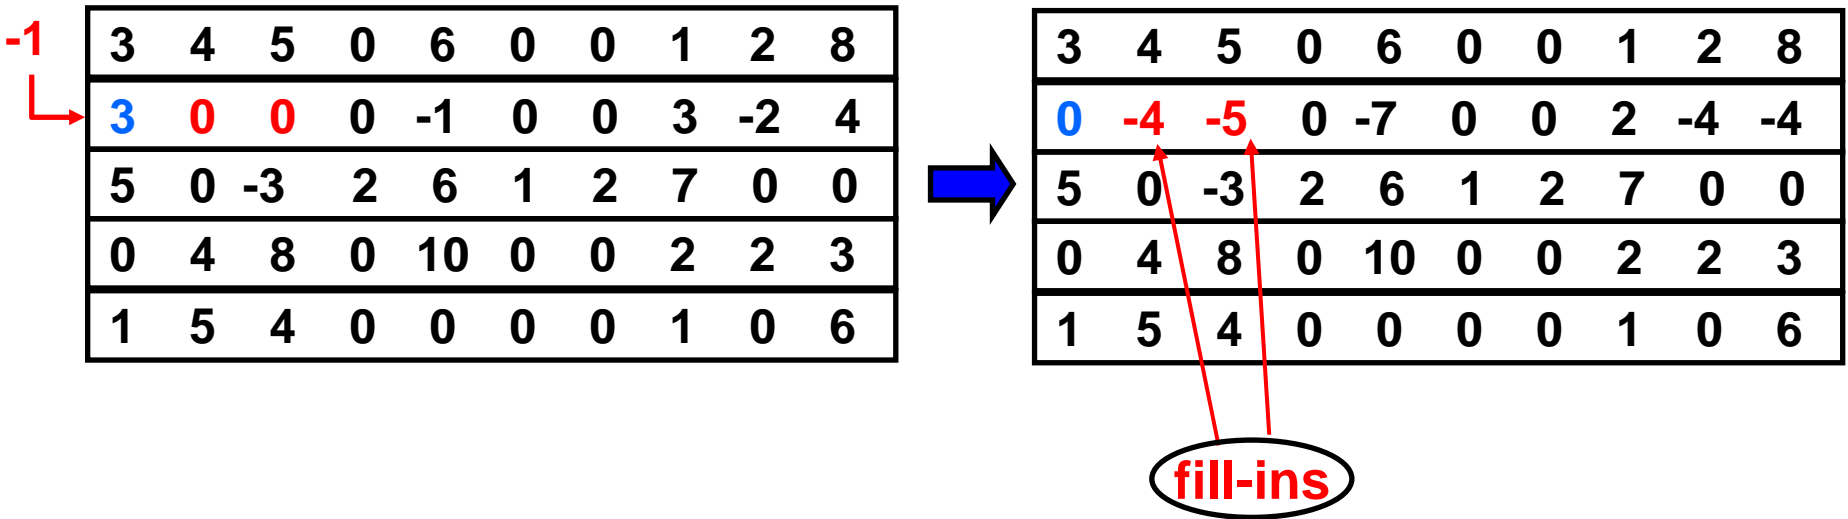 -1
3 4 5 0 6 0 0 1 2 8
3 0 0 0 -1 0 0 3 -2 4
5 0 -3 2 6 1 2 7 0 0
0 4 8 0 10 0 0 2 2 3
1 5 4 0 0 0 0 1 0 6
3 4 5 0 6 0 0 1 2 8
0 -4 -5 0 -7 0 0 2 -4 -4
5 0 -3 2 6 1 2 7 0 0
0 4 8 0 10 0 0 2 2 3
1 5 4 0 0 0 0 1 0 6
fill-ins